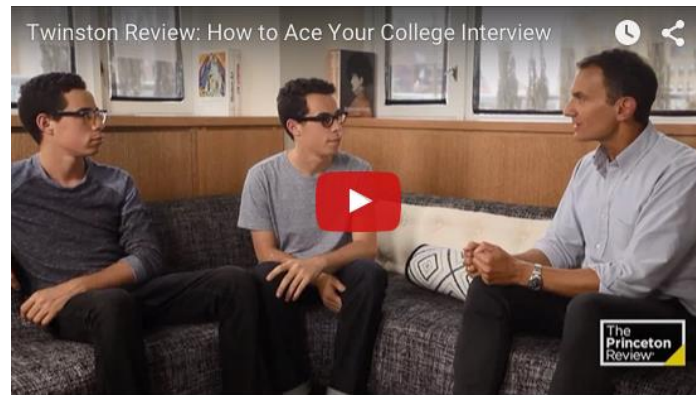 Twinston Review: How to Ace Your College Interview
The
Princeton
Review